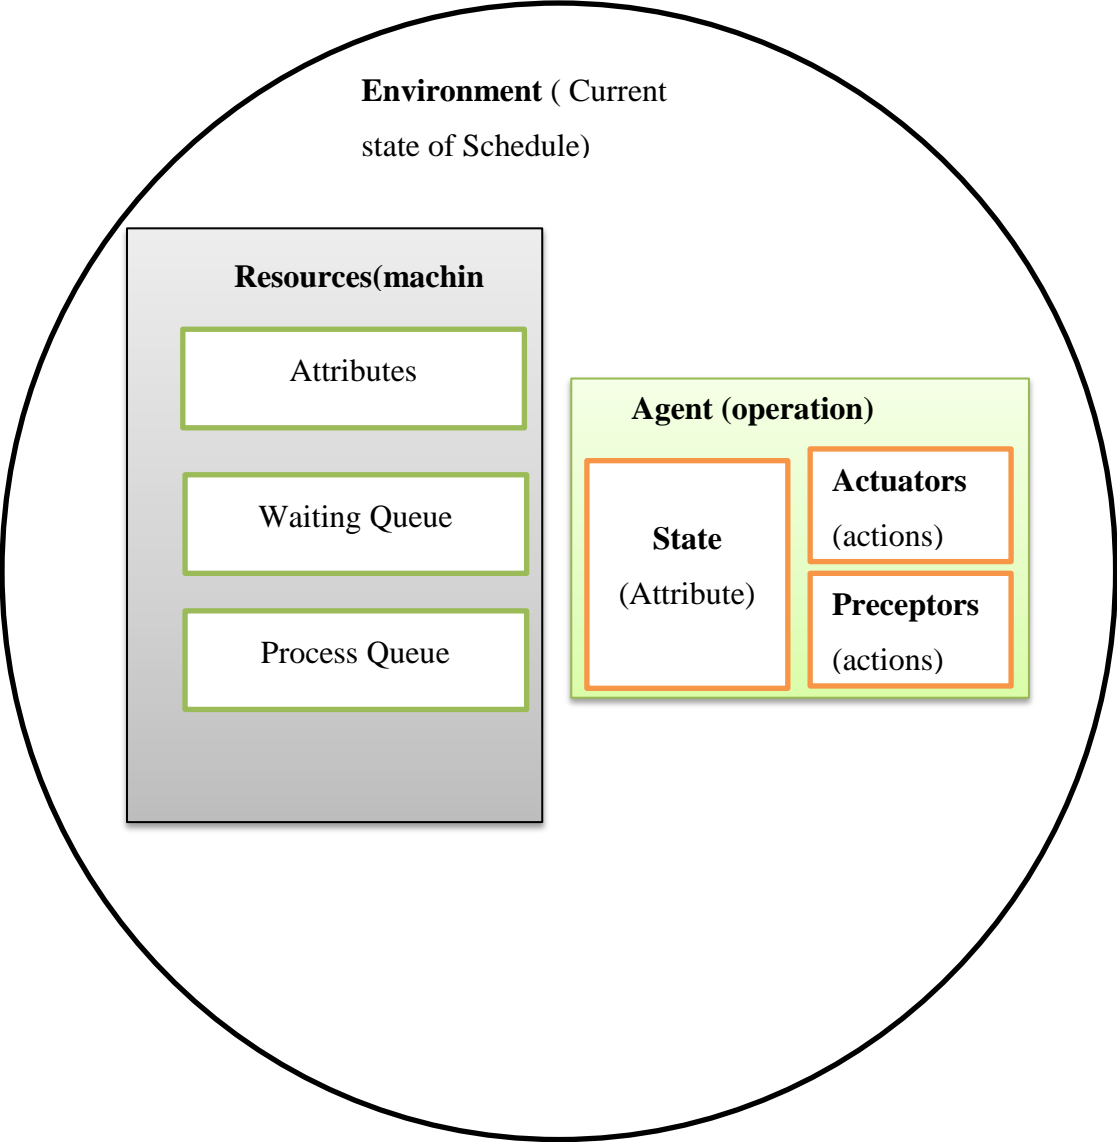 Environment ( Current
state of Schedule)
Resources(machin
Attributes
Waiting Queue
Process Queue
Agent (operation)
State
(Attribute)
Actuators
(actions)
Preceptors
(actions)